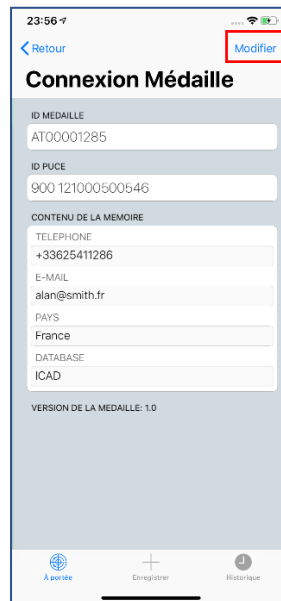 23:56
Retour
Modifier
Connexion Médaille
ID MEDAILLE
AT00001285
ID PUCE
900 121000500546
CONTENU DE LA MEMOIRE
TELEPHONE
+33625411286
E-MAIL
alan@smith.fr
PAYS
France
DATABASE
ICAD
VERSION DE LA MEDAILLE: 1.0
À portée
Enregistrer
Historique